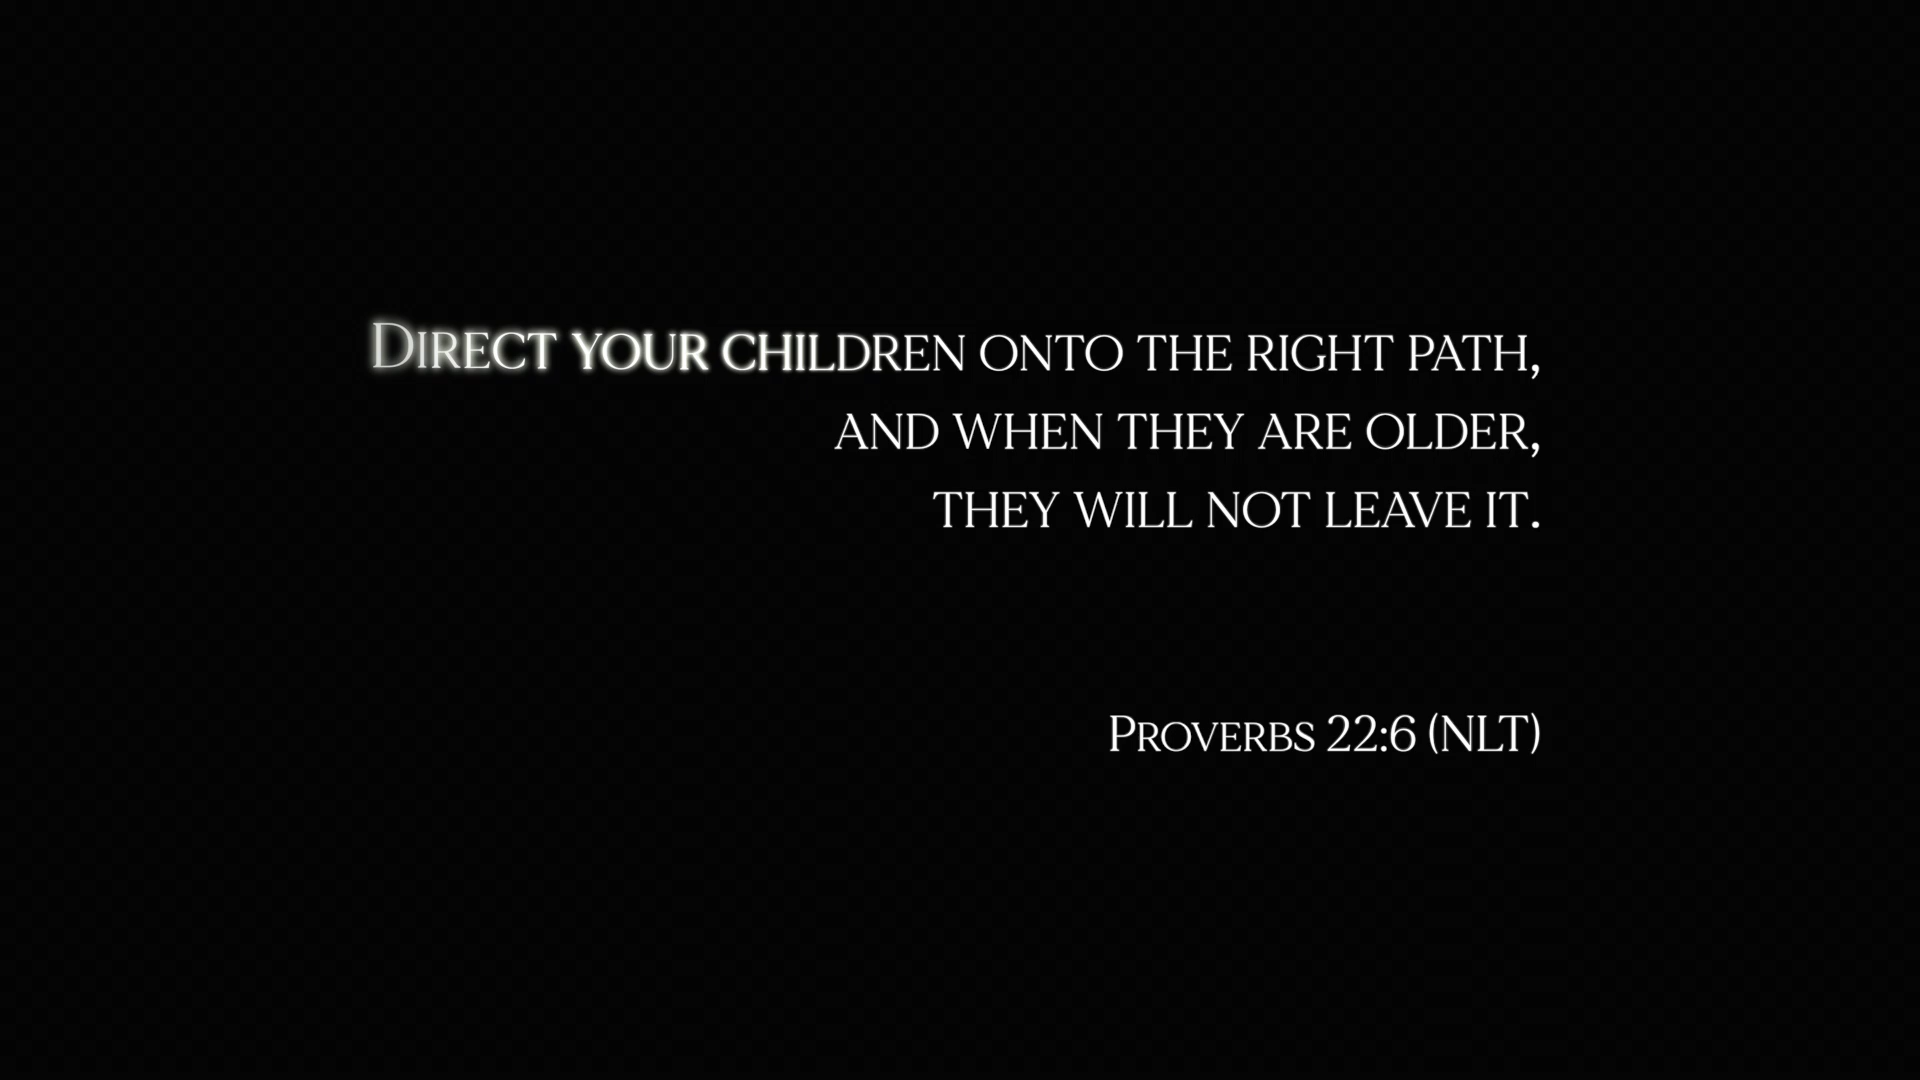 Direct your children onto the right path,
and when they are older,
they will not leave it.
Proverbs 22:6 (NLT)